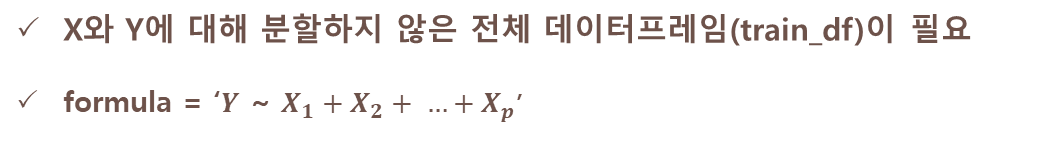 ✓ X와 Y에 대해 분할하지 않은 전체 데이터프레임(train_df)이 필요
✓ formula = ‘Y ~ X₁ + X₂ + … + Xₚ’